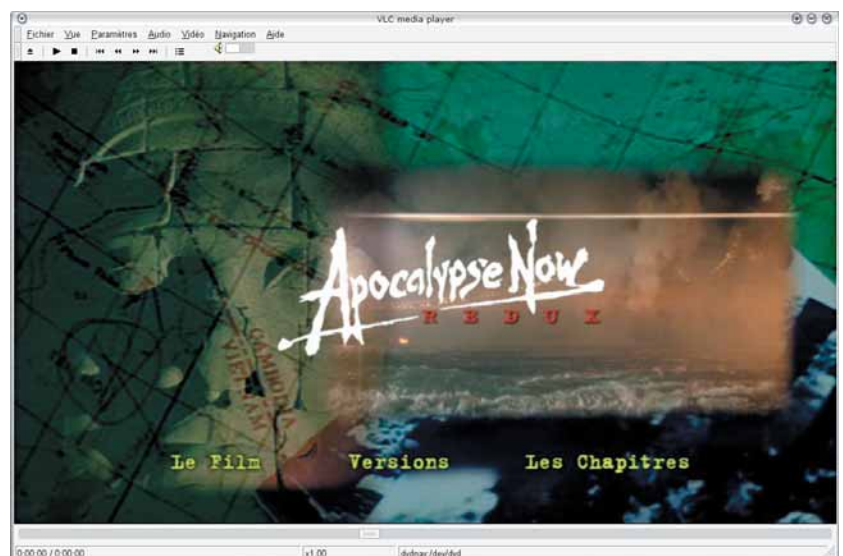 VLC media player
Fichier Vue Paramètres Audio Vidéo Navigation Aide
Apocalypse Now
REDUX
CAMBODIA
VIETNAM
Le Film Versions Les Chapitres
0:00:00 / 0:00:00 x1.00 dvdnav:/dev/dvd